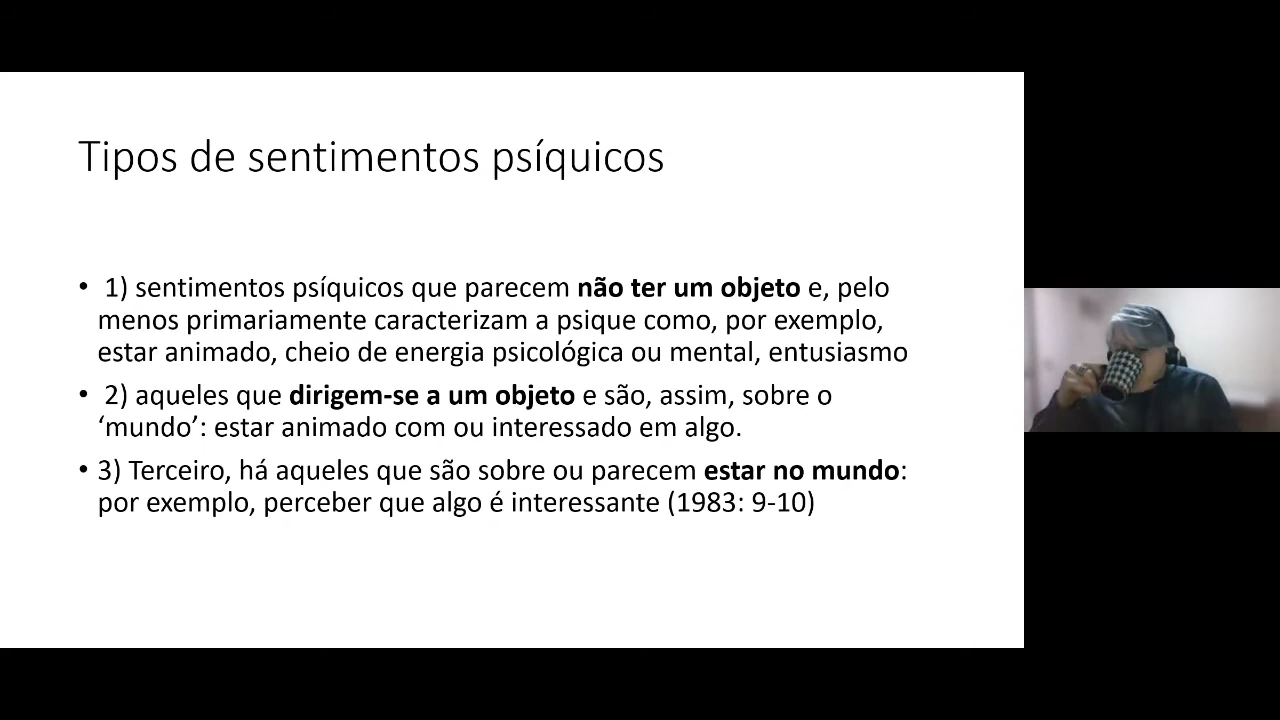 Tipos de sentimentos psíquicos
• 1) sentimentos psíquicos que parecem não ter um objeto e, pelo
menos primariamente caracterizam a psique como, por exemplo,
estar animado, cheio de energia psicológica ou mental, entusiasmo
• 2) aqueles que dirigem-se a um objeto e são, assim, sobre o
‘mundo’: estar animado com ou interessado em algo.
• 3) Terceiro, há aqueles que são sobre ou parecem estar no mundo:
por exemplo, perceber que algo é interessante (1983: 9-10)